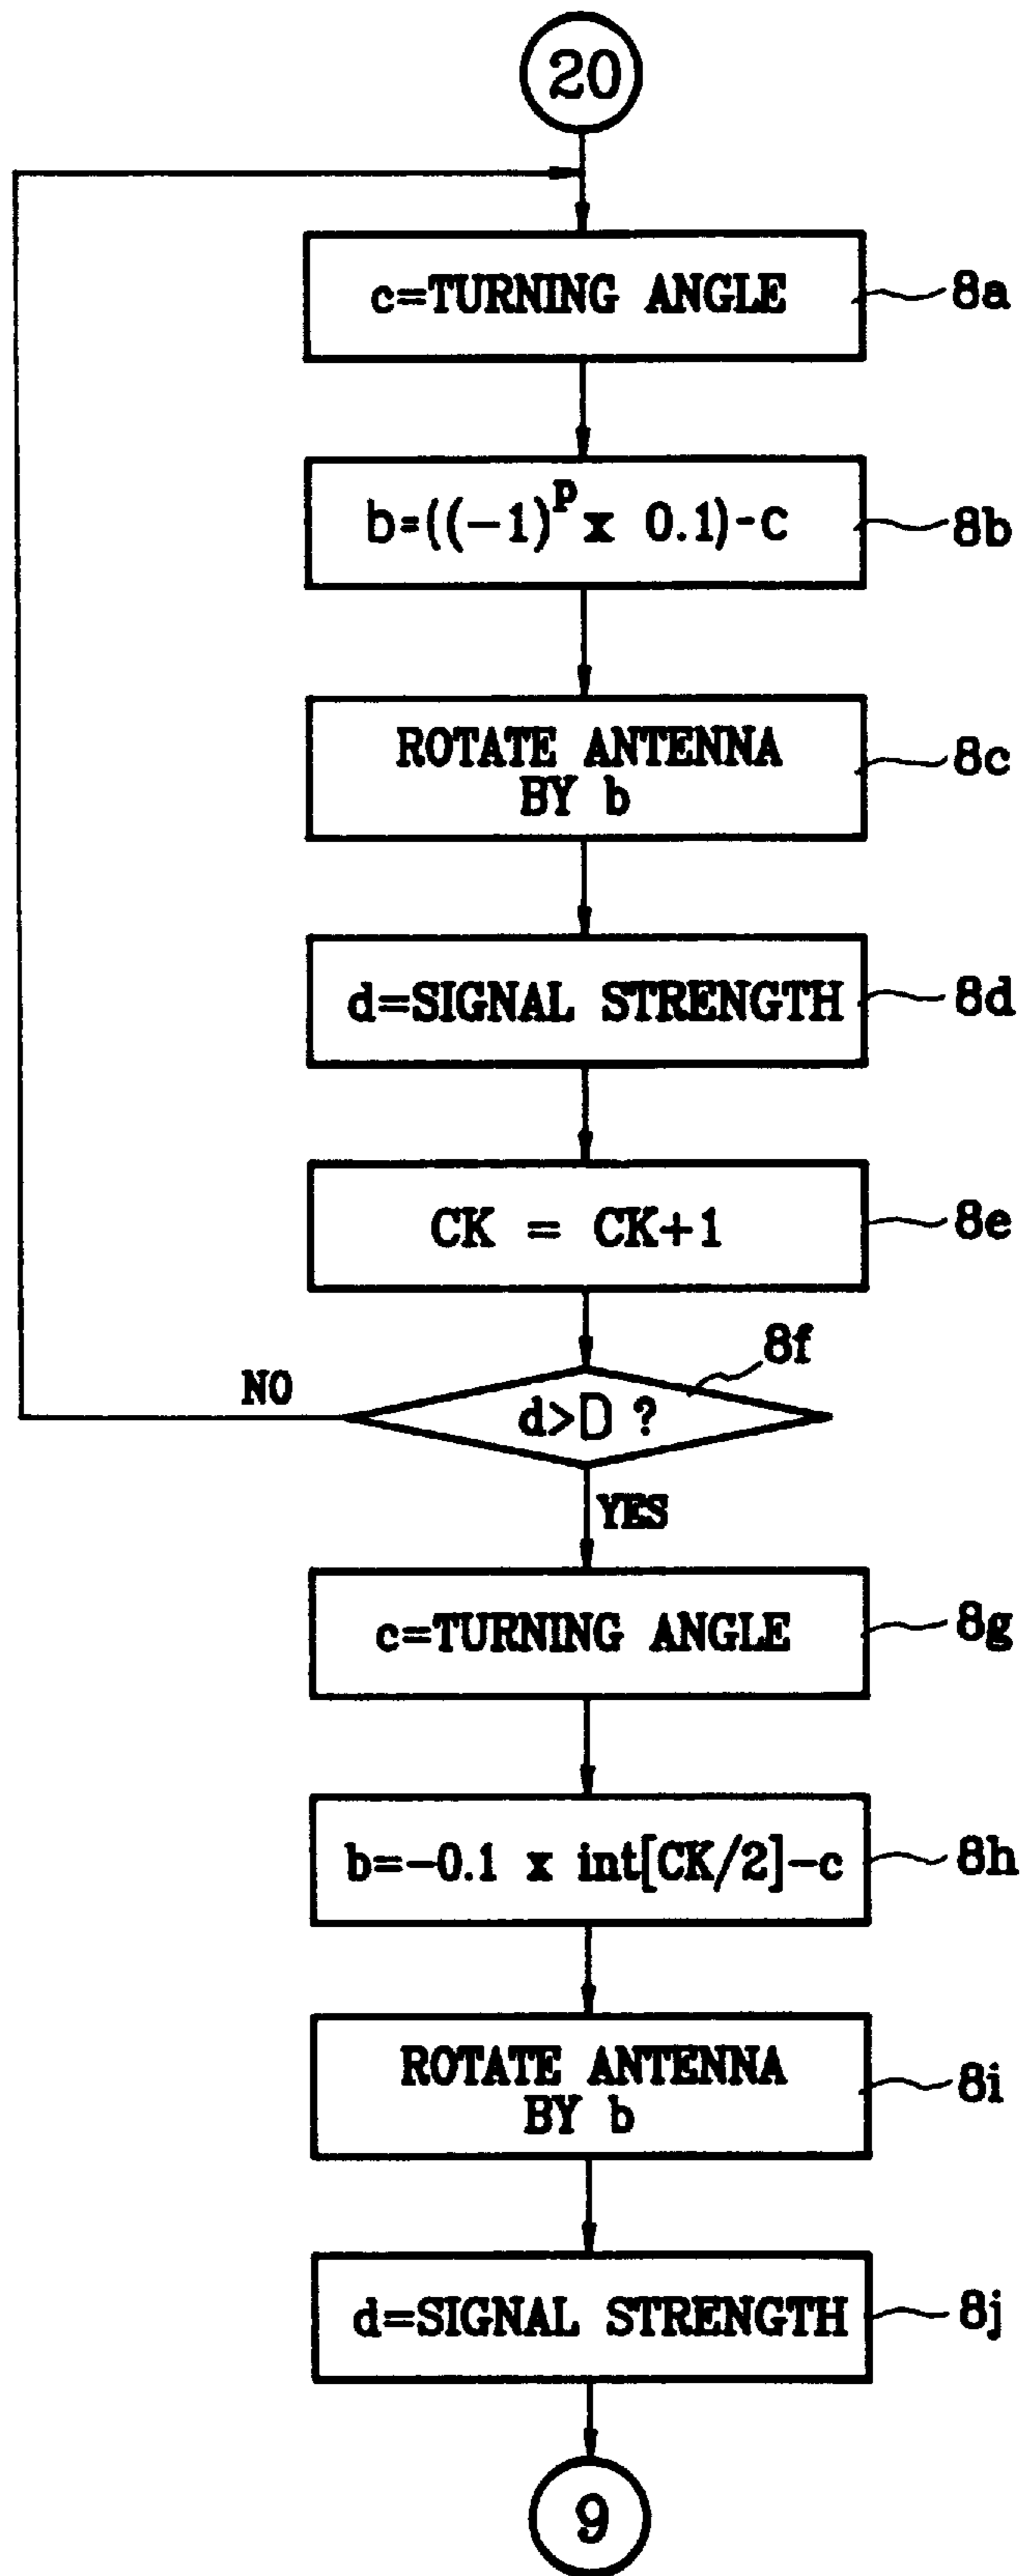 20
c=TURNING ANGLE
8a
b=((-1)^p x 0.1)-c
8b
ROTATE ANTENNA
BY b
8c
d=SIGNAL STRENGTH
8d
CK = CK+1
8e
8f
NO
d>D ?
YES
c=TURNING ANGLE
8g
b=-0.1 x int[CK/2]-c
8h
ROTATE ANTENNA
BY b
8i
d=SIGNAL STRENGTH
8j
9